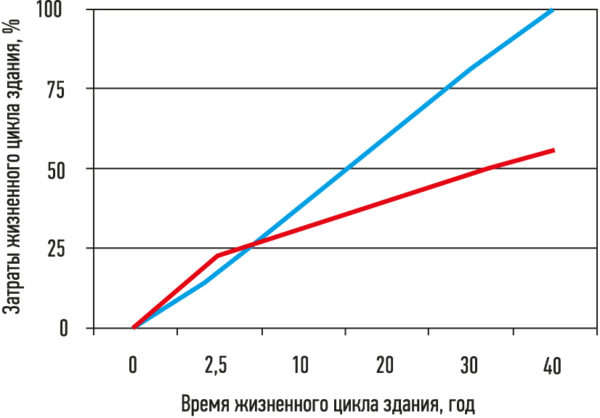 Затраты жизненного цикла здания, %
100
75
50
25
0
0 2,5 10 20 30 40
Время жизненного цикла здания, год